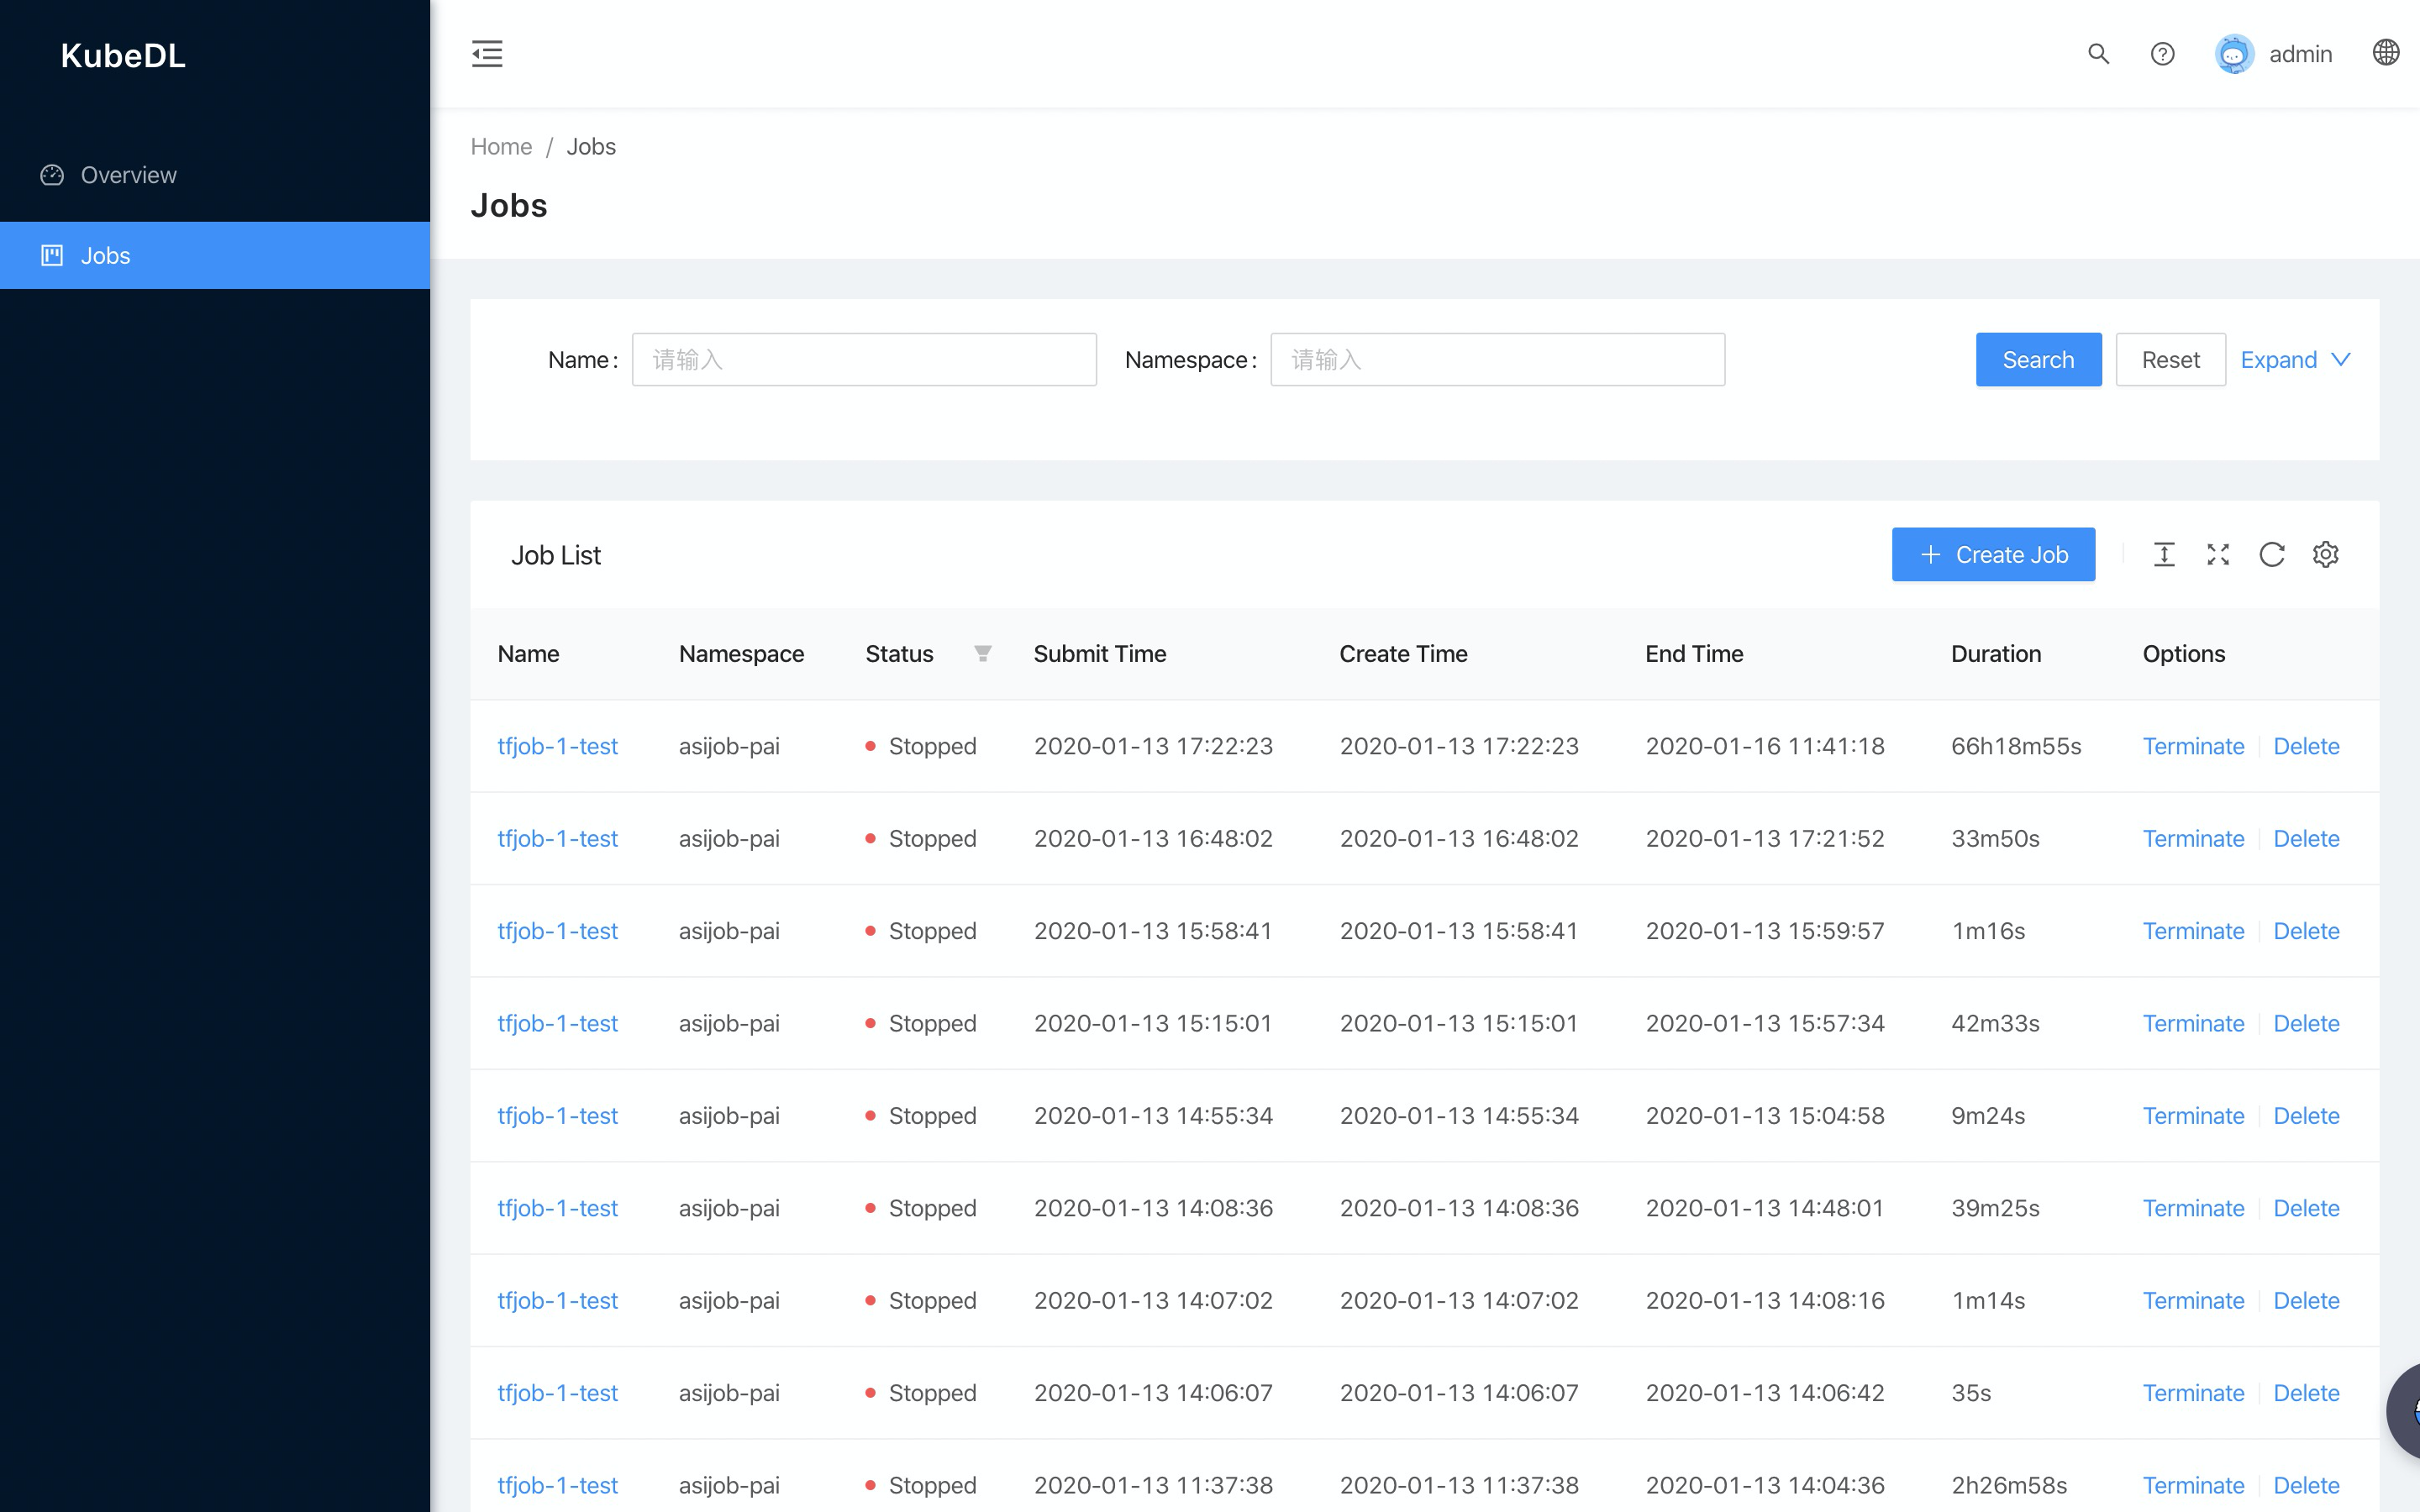 KubeDL
admin
Overview
Jobs
Home / Jobs
Jobs
Name : 请输入 Namespace : 请输入 Search Reset Expand
Job List + Create Job
Name Namespace Status Submit Time Create Time End Time Duration Options
tfjob-1-test asijob-pai Stopped 2020-01-13 17:22:23 2020-01-13 17:22:23 2020-01-16 11:41:18 66h18m55s Terminate Delete
tfjob-1-test asijob-pai Stopped 2020-01-13 16:48:02 2020-01-13 16:48:02 2020-01-13 17:21:52 33m50s Terminate Delete
tfjob-1-test asijob-pai Stopped 2020-01-13 15:58:41 2020-01-13 15:58:41 2020-01-13 15:59:57 1m16s Terminate Delete
tfjob-1-test asijob-pai Stopped 2020-01-13 15:15:01 2020-01-13 15:15:01 2020-01-13 15:57:34 42m33s Terminate Delete
tfjob-1-test asijob-pai Stopped 2020-01-13 14:55:34 2020-01-13 14:55:34 2020-01-13 15:04:58 9m24s Terminate Delete
tfjob-1-test asijob-pai Stopped 2020-01-13 14:08:36 2020-01-13 14:08:36 2020-01-13 14:48:01 39m25s Terminate Delete
tfjob-1-test asijob-pai Stopped 2020-01-13 14:07:02 2020-01-13 14:07:02 2020-01-13 14:08:16 1m14s Terminate Delete
tfjob-1-test asijob-pai Stopped 2020-01-13 14:06:07 2020-01-13 14:06:07 2020-01-13 14:06:42 35s Terminate Delete
tfjob-1-test asijob-pai Stopped 2020-01-13 11:37:38 2020-01-13 11:37:38 2020-01-13 14:04:36 2h26m58s Terminate Delete